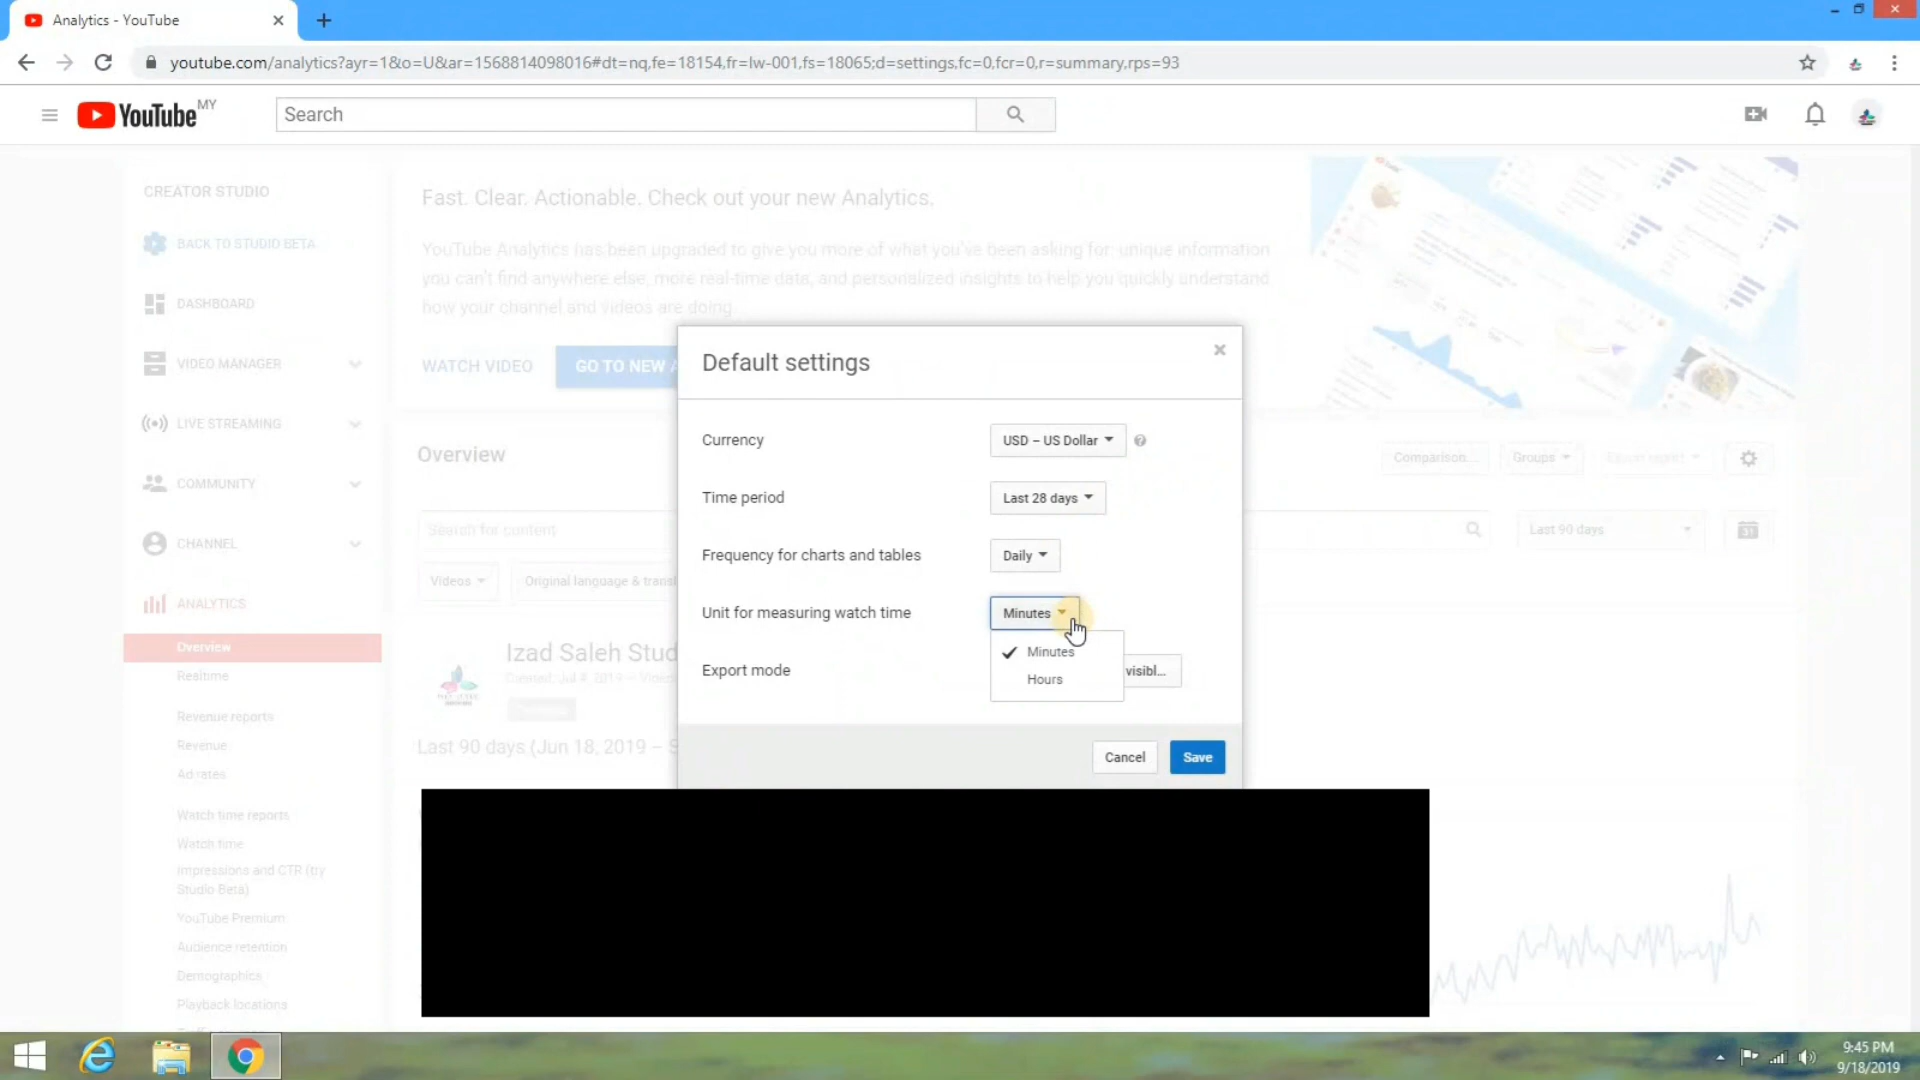 Analytics - YouTube
youtube.com/analytics?ayr=1&o=U&ar=1568814098016#dt=nq,fe=18154,fr=lw-001,fs=18065;d=settings,fc=0,fcr=0,r=summary,rps=93
YouTube MY
Search
CREATOR STUDIO
BACK TO STUDIO BETA
DASHBOARD
VIDEO MANAGER
LIVE STREAMING
COMMUNITY
CHANNEL
ANALYTICS
Overview
Realtime
Revenue reports
Revenue
Ad rates
Watch time reports
Watch time
Impressions and CTR (try
Studio Beta)
YouTube Premium
Audience retention
Demographics
Playback locations
Fast. Clear. Actionable. Check out your new Analytics.
YouTube Analytics has been upgraded to give you more of what you've been asking for: unique information
you can't find anywhere else, more real-time data, and personalized insights to help you quickly understand
how your channel and videos are doing.
WATCH VIDEO
GO TO NEW A
Overview
Comparison...
Groups
Export report
Search for content
Last 90 days
31
Videos
Original language & transl
Izad Saleh Stud
Created: Jul 4, 2019 –
Last 90 days (Jun 18, 2019 – S
Default settings
Currency
USD – US Dollar
Time period
Last 28 days
Frequency for charts and tables
Daily
Unit for measuring watch time
Minutes
Minutes
Hours
Export mode
visibl...
Cancel
Save
9:45 PM
9/18/2019